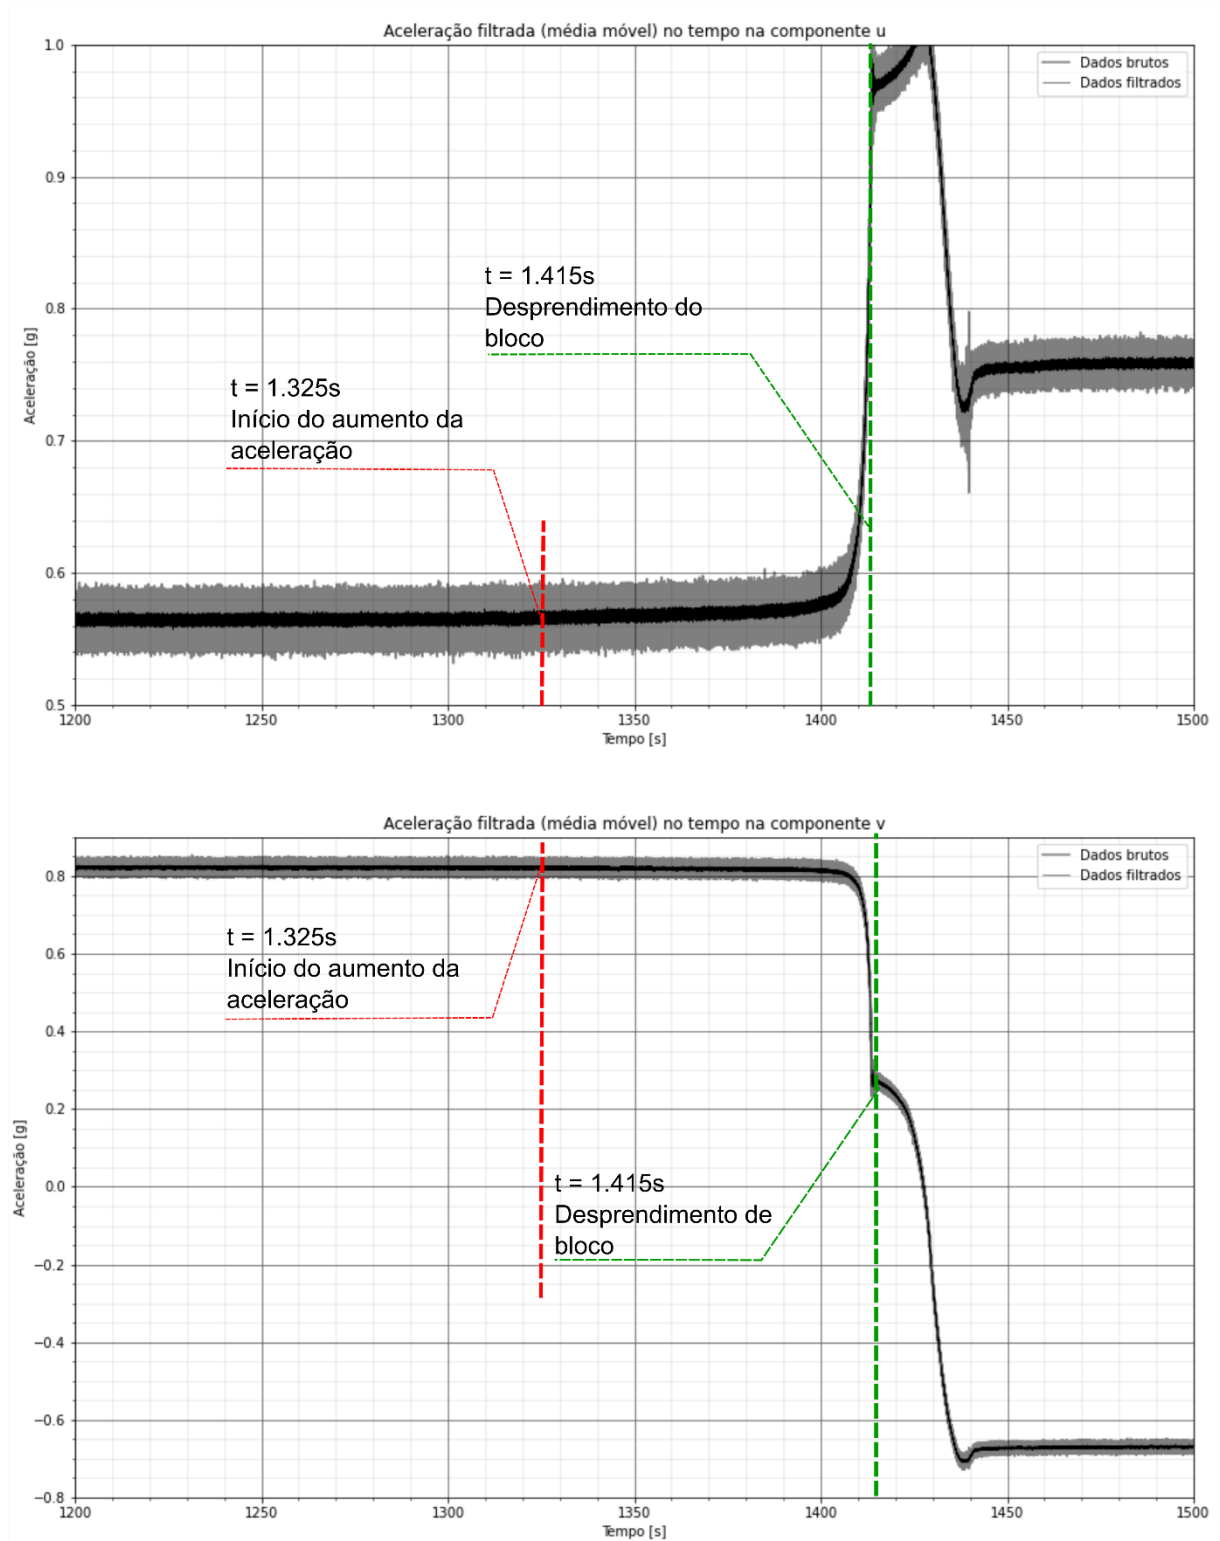 Aceleração filtrada (média móvel) no tempo na componente u
1.0
0.9
0.8
0.7
0.6
0.5
Aceleração [g]
Dados brutos
Dados filtrados
t = 1.415s
Desprendimento do
bloco
t = 1.325s
Início do aumento da
aceleração
1200
1250
1300
1350
1400
1450
1500
Tempo [s]
Aceleração filtrada (média móvel) no tempo na componente v
0.8
0.6
0.4
0.2
0.0
−0.2
−0.4
−0.6
−0.8
Aceleração [g]
Dados brutos
Dados filtrados
t = 1.325s
Início do aumento da
aceleração
t = 1.415s
Desprendimento de
bloco
1200
1250
1300
1350
1400
1450
1500
Tempo [s]